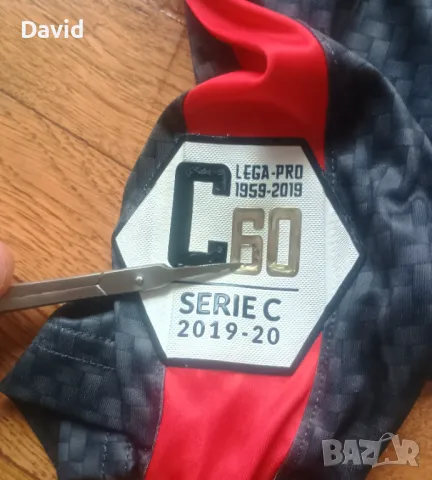 David
LEGA-PRO
1959-2019
C60
SERIE C
2019-20
BAZAR